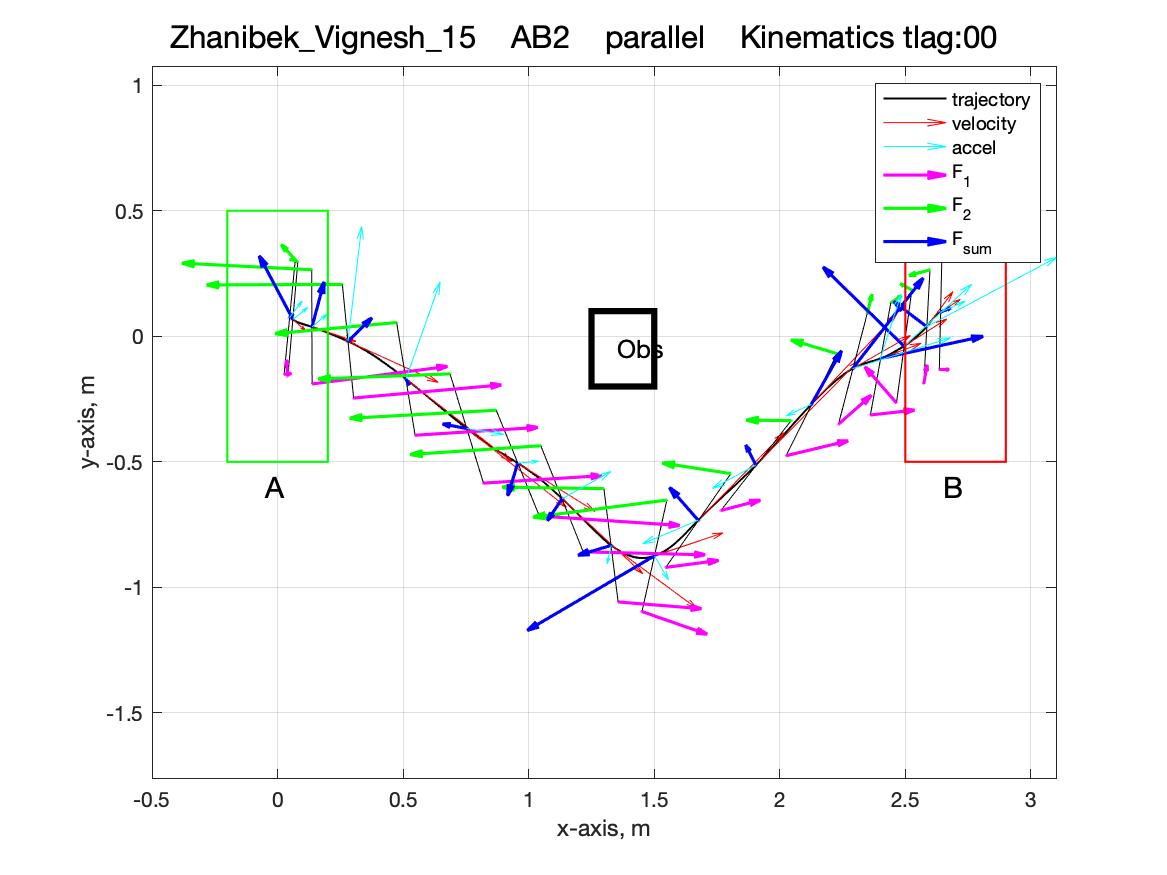 Zhanibek_Vignesh_15 AB2 parallel Kinematics tlag:00
1
0.5
0
-0.5
-1
-1.5
y-axis, m
trajectory
velocity
accel
F1
F2
Fsum
Obs
A
B
-0.5 0 0.5 1 1.5 2 2.5 3
x-axis, m